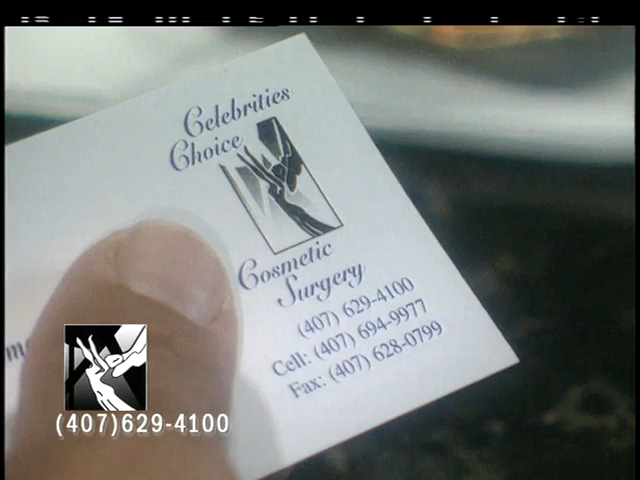 Celebrities
Choice
Cosmetic
Surgery
(407) 629-4100
Cell: (407) 694-9977
Fax: (407) 628-0799
(407)629-4100